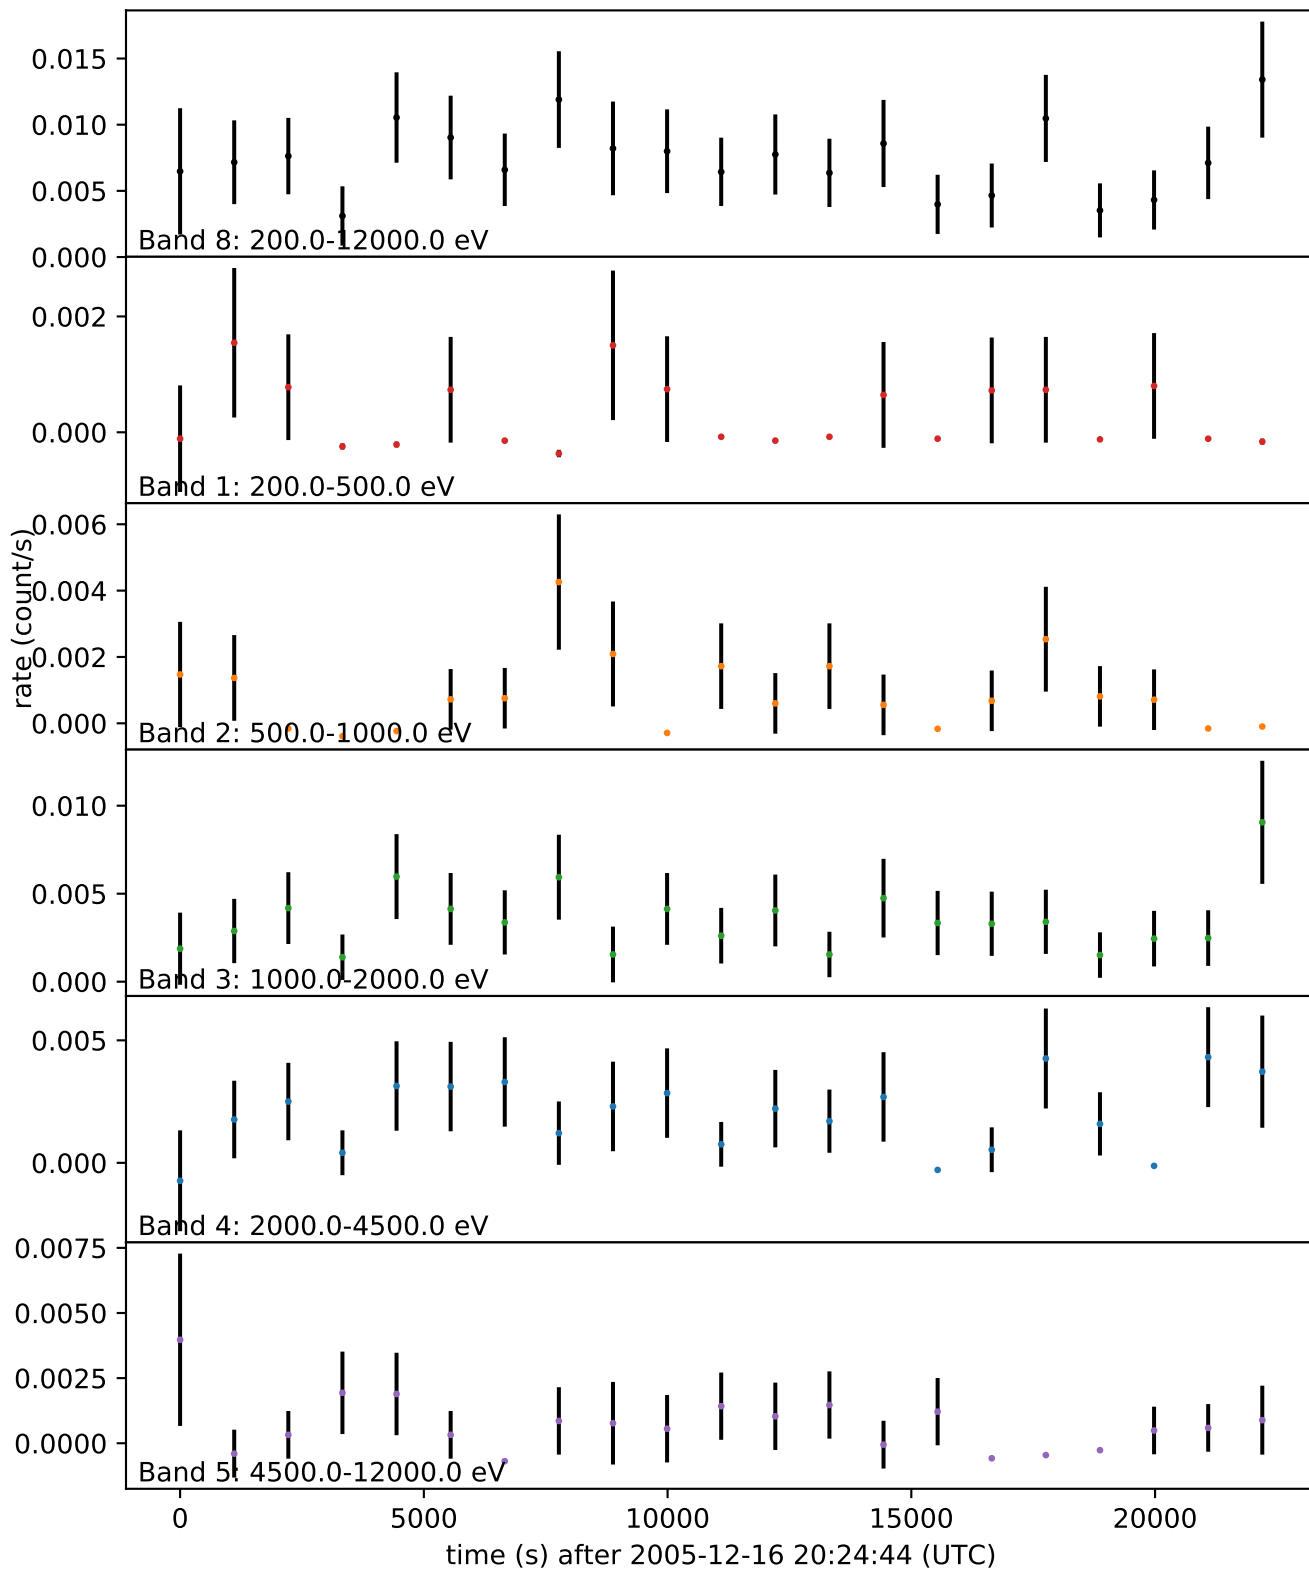 0.015
0.010
0.005
0.000
Band 8: 200.0-12000.0 eV
0.002
0.000
Band 1: 200.0-500.0 eV
rate (count/s)
0.006
0.004
0.002
0.000
Band 2: 500.0-1000.0 eV
0.010
0.005
0.000
Band 3: 1000.0-2000.0 eV
0.005
0.000
Band 4: 2000.0-4500.0 eV
0.0075
0.0050
0.0025
0.0000
Band 5: 4500.0-12000.0 eV
0 5000 10000 15000 20000
time (s) after 2005-12-16 20:24:44 (UTC)